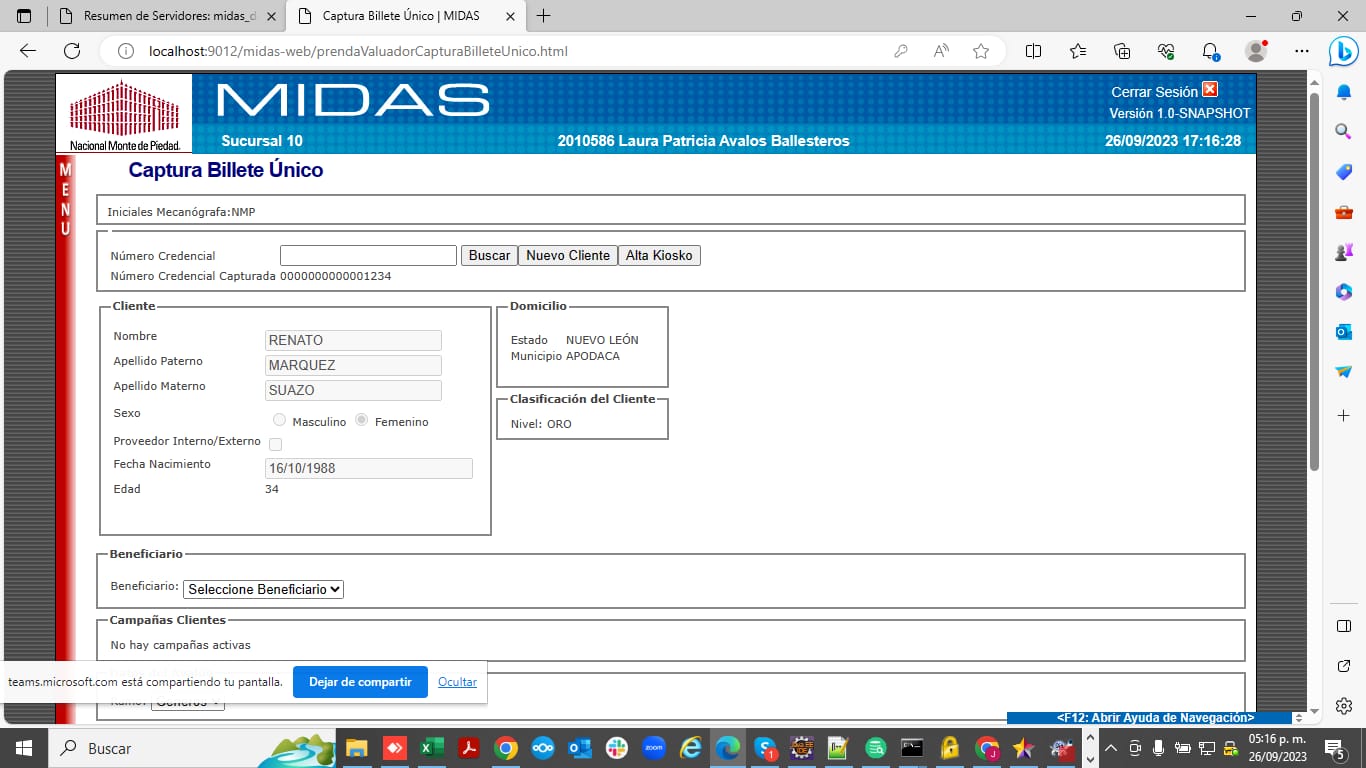 Resumen de Servidores: midas_d
Captura Billete Único | MIDAS
localhost:9012/midas-web/prendaValuadorCapturaBilleteUnico.html
MIDAS
Cerrar Sesión
Versión 1.0-SNAPSHOT
Nacional Monte de Piedad.
Sucursal 10
2010586 Laura Patricia Avalos Ballesteros
26/09/2023 17:16:28
MENU
Captura Billete Único
Iniciales Mecanógrafa:NMP
Número Credencial
Buscar
Nuevo Cliente
Alta Kiosko
Número Credencial Capturada 0000000000001234
Cliente
Nombre RENATO
Apellido Paterno MARQUEZ
Apellido Materno SUAZO
Sexo Masculino Femenino
Proveedor Interno/Externo
Fecha Nacimiento 16/10/1988
Edad 34
Domicilio
Estado NUEVO LEÓN
Municipio APODACA
Clasificación del Cliente
Nivel: ORO
Beneficiario
Beneficiario: Seleccione Beneficiario
Campañas Clientes
No hay campañas activas
teams.microsoft.com está compartiendo tu pantalla.
Dejar de compartir
Ocultar
<F12: Abrir Ayuda de Navegación>
Buscar
zoom
1
05:16 p. m.
26/09/2023
5